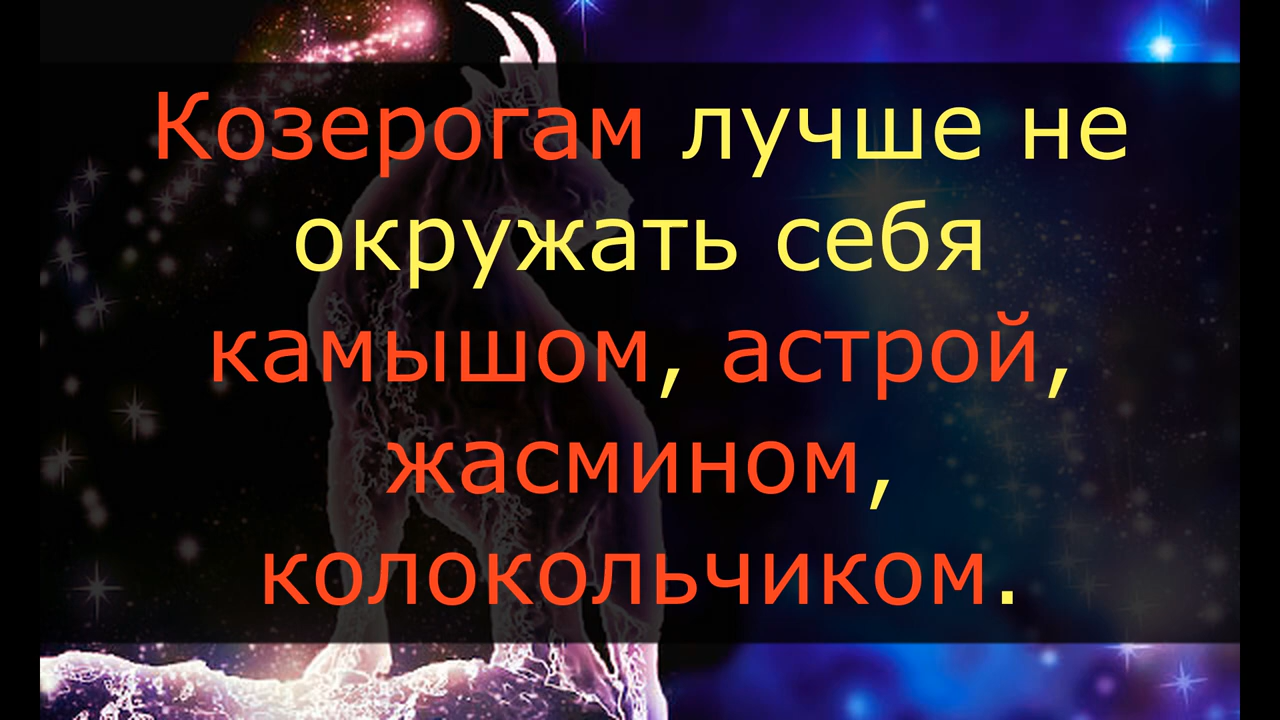 Козерогам лучше не
окружать себя
камышом, астрой,
жасмином,
колокольчиком.